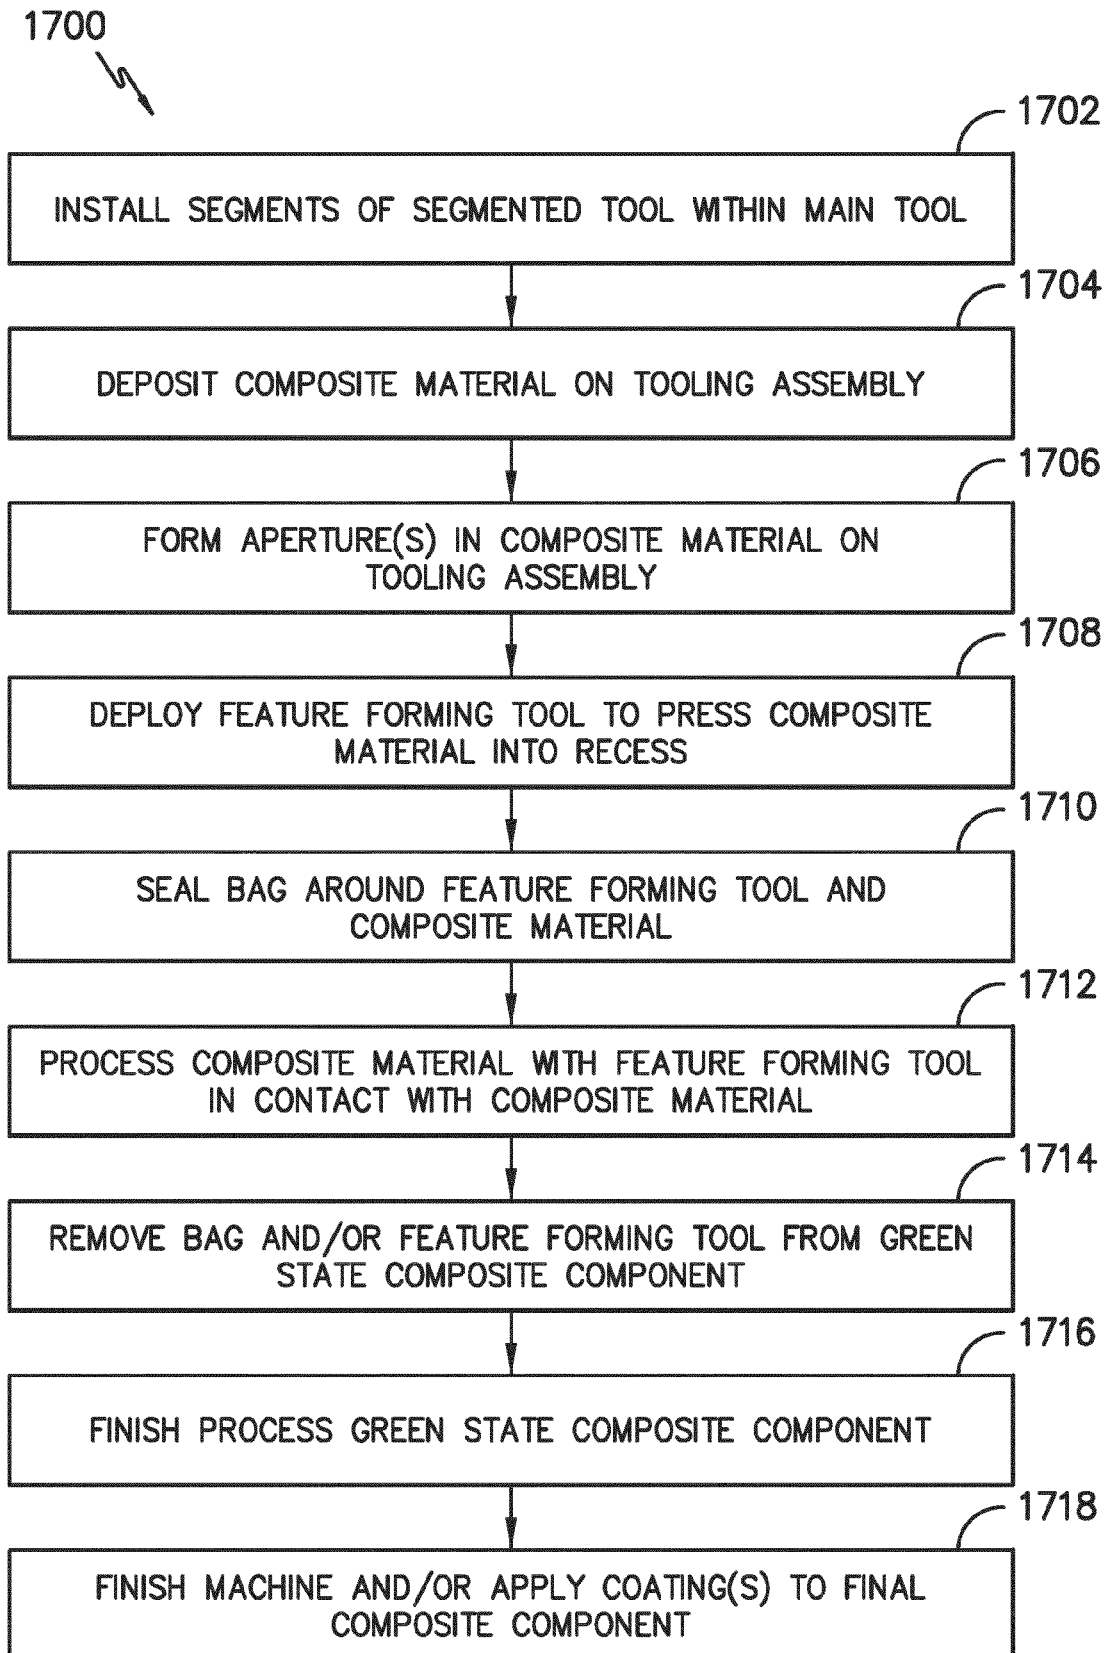 1700
1702
INSTALL SEGMENTS OF SEGMENTED TOOL WITHIN MAIN TOOL
1704
DEPOSIT COMPOSITE MATERIAL ON TOOLING ASSEMBLY
1706
FORM APERTURE(S) IN COMPOSITE MATERIAL ON
TOOLING ASSEMBLY
1708
DEPLOY FEATURE FORMING TOOL TO PRESS COMPOSITE
MATERIAL INTO RECESS
1710
SEAL BAG AROUND FEATURE FORMING TOOL AND
COMPOSITE MATERIAL
1712
PROCESS COMPOSITE MATERIAL WITH FEATURE FORMING TOOL
IN CONTACT WITH COMPOSITE MATERIAL
1714
REMOVE BAG AND/OR FEATURE FORMING TOOL FROM GREEN
STATE COMPOSITE COMPONENT
1716
FINISH PROCESS GREEN STATE COMPOSITE COMPONENT
1718
FINISH MACHINE AND/OR APPLY COATING(S) TO FINAL
COMPOSITE COMPONENT